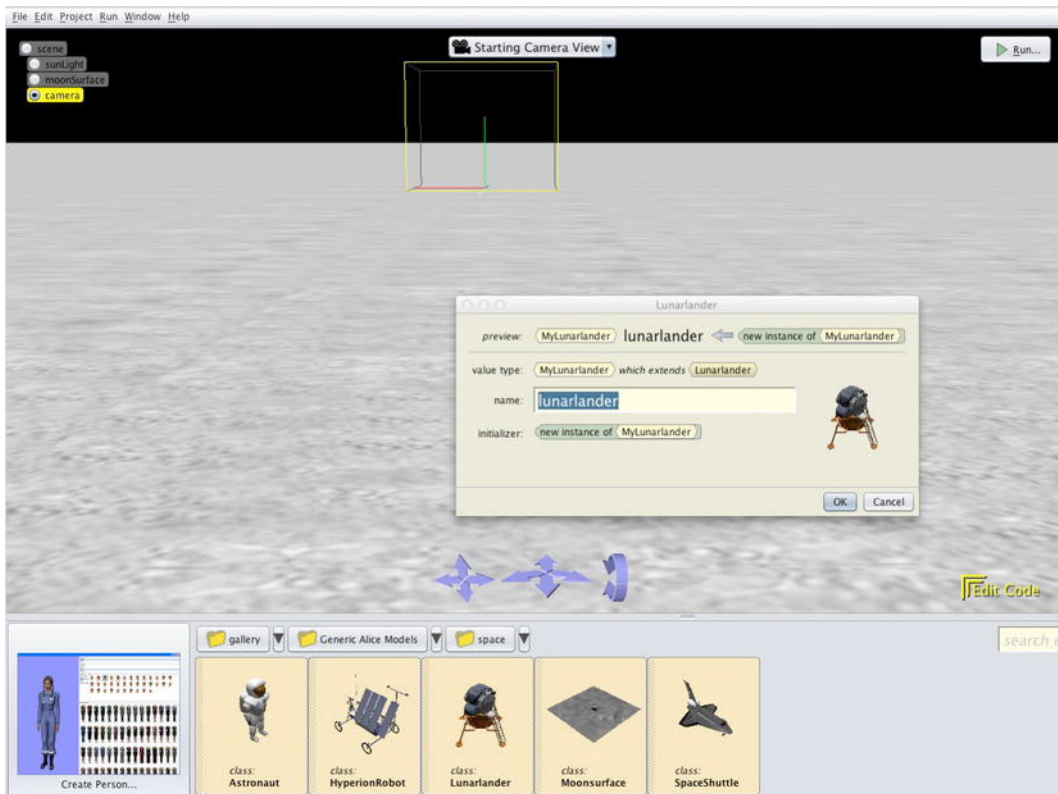 File Edit Project Run Window Help
scene
sunLight
moonSurface
camera
Starting Camera View
Run...
Lunarlander
preview: MyLunarlander lunarlander new instance of MyLunarlander
value type: MyLunarlander which extends Lunarlander
name: lunarlander
initializer: new instance of MyLunarlander
OK Cancel
Edit Code
gallery Generic Alice Models space
search e
Create Person...
class: Astronaut
class: HyperionRobot
class: Lunarlander
class: Moonsurface
class: SpaceShuttle